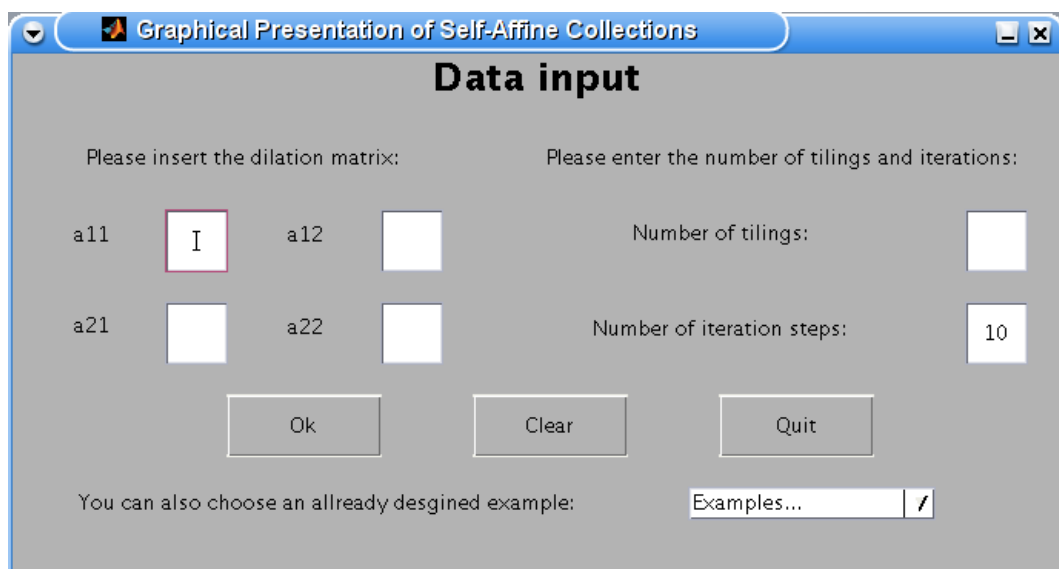 Graphical Presentation of Self-Affine Collections
Data input
Please insert the dilation matrix:
Please enter the number of tilings and iterations:
a11 a12 Number of tilings:
a21 a22 Number of iteration steps: 10
Ok Clear Quit
You can also choose an allready desgined example: Examples...